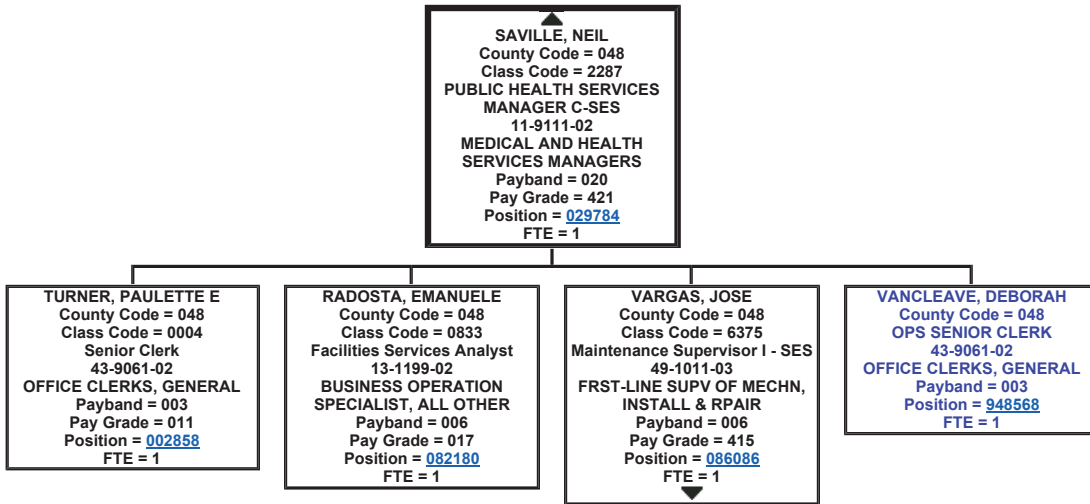 SAVILLE, NEIL
County Code = 048
Class Code = 2287
PUBLIC HEALTH SERVICES
MANAGER C-SES
11-9111-02
MEDICAL AND HEALTH
SERVICES MANAGERS
Payband = 020
Pay Grade = 421
Position = 029784
FTE = 1
TURNER, PAULETTE E
County Code = 048
Class Code = 0004
Senior Clerk
43-9061-02
OFFICE CLERKS, GENERAL
Payband = 003
Pay Grade = 011
Position = 002858
FTE = 1
RADOSTA, EMANUELE
County Code = 048
Class Code = 0833
Facilities Services Analyst
13-1199-02
BUSINESS OPERATION
SPECIALIST, ALL OTHER
Payband = 006
Pay Grade = 017
Position = 082180
FTE = 1
VARGAS, JOSE
County Code = 048
Class Code = 6375
Maintenance Supervisor I - SES
49-1011-03
FRST-LINE SUPV OF MECHN,
INSTALL & RPAIR
Payband = 006
Pay Grade = 415
Position = 086086
FTE = 1
VANCLEAVE, DEBORAH
County Code = 048
OPS SENIOR CLERK
43-9061-02
OFFICE CLERKS, GENERAL
Payband = 003
Position = 948568
FTE = 1